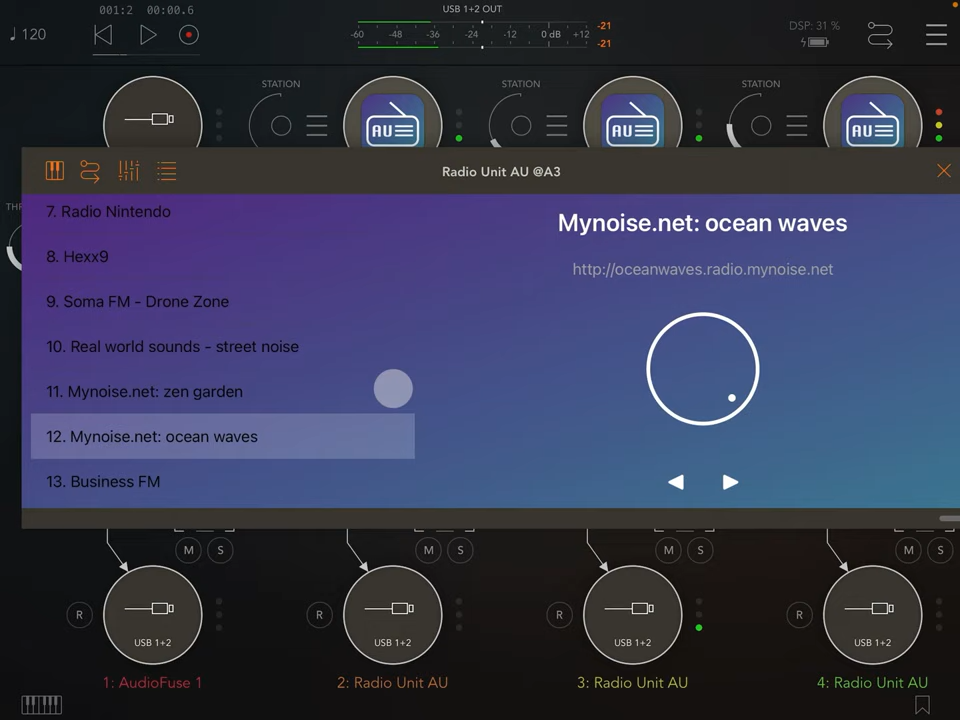 USB 1+2 OUT
001:2 00:00.6
♩120
-60 -48 -36 -24 -12 0 dB +12
-21
-21
DSP: 31 %
STATION
STATION
STATION
AU
AU
AU
Radio Unit AU @A3
7. Radio Nintendo
8. Hexx9
9. Soma FM - Drone Zone
10. Real world sounds - street noise
11. Mynoise.net: zen garden
12. Mynoise.net: ocean waves
13. Business FM
Mynoise.net: ocean waves
http://oceanwaves.radio.mynoise.net
M S M S M S M S
R R R R
USB 1+2 USB 1+2 USB 1+2 USB 1+2
1: AudioFuse 1 2: Radio Unit AU 3: Radio Unit AU 4: Radio Unit AU